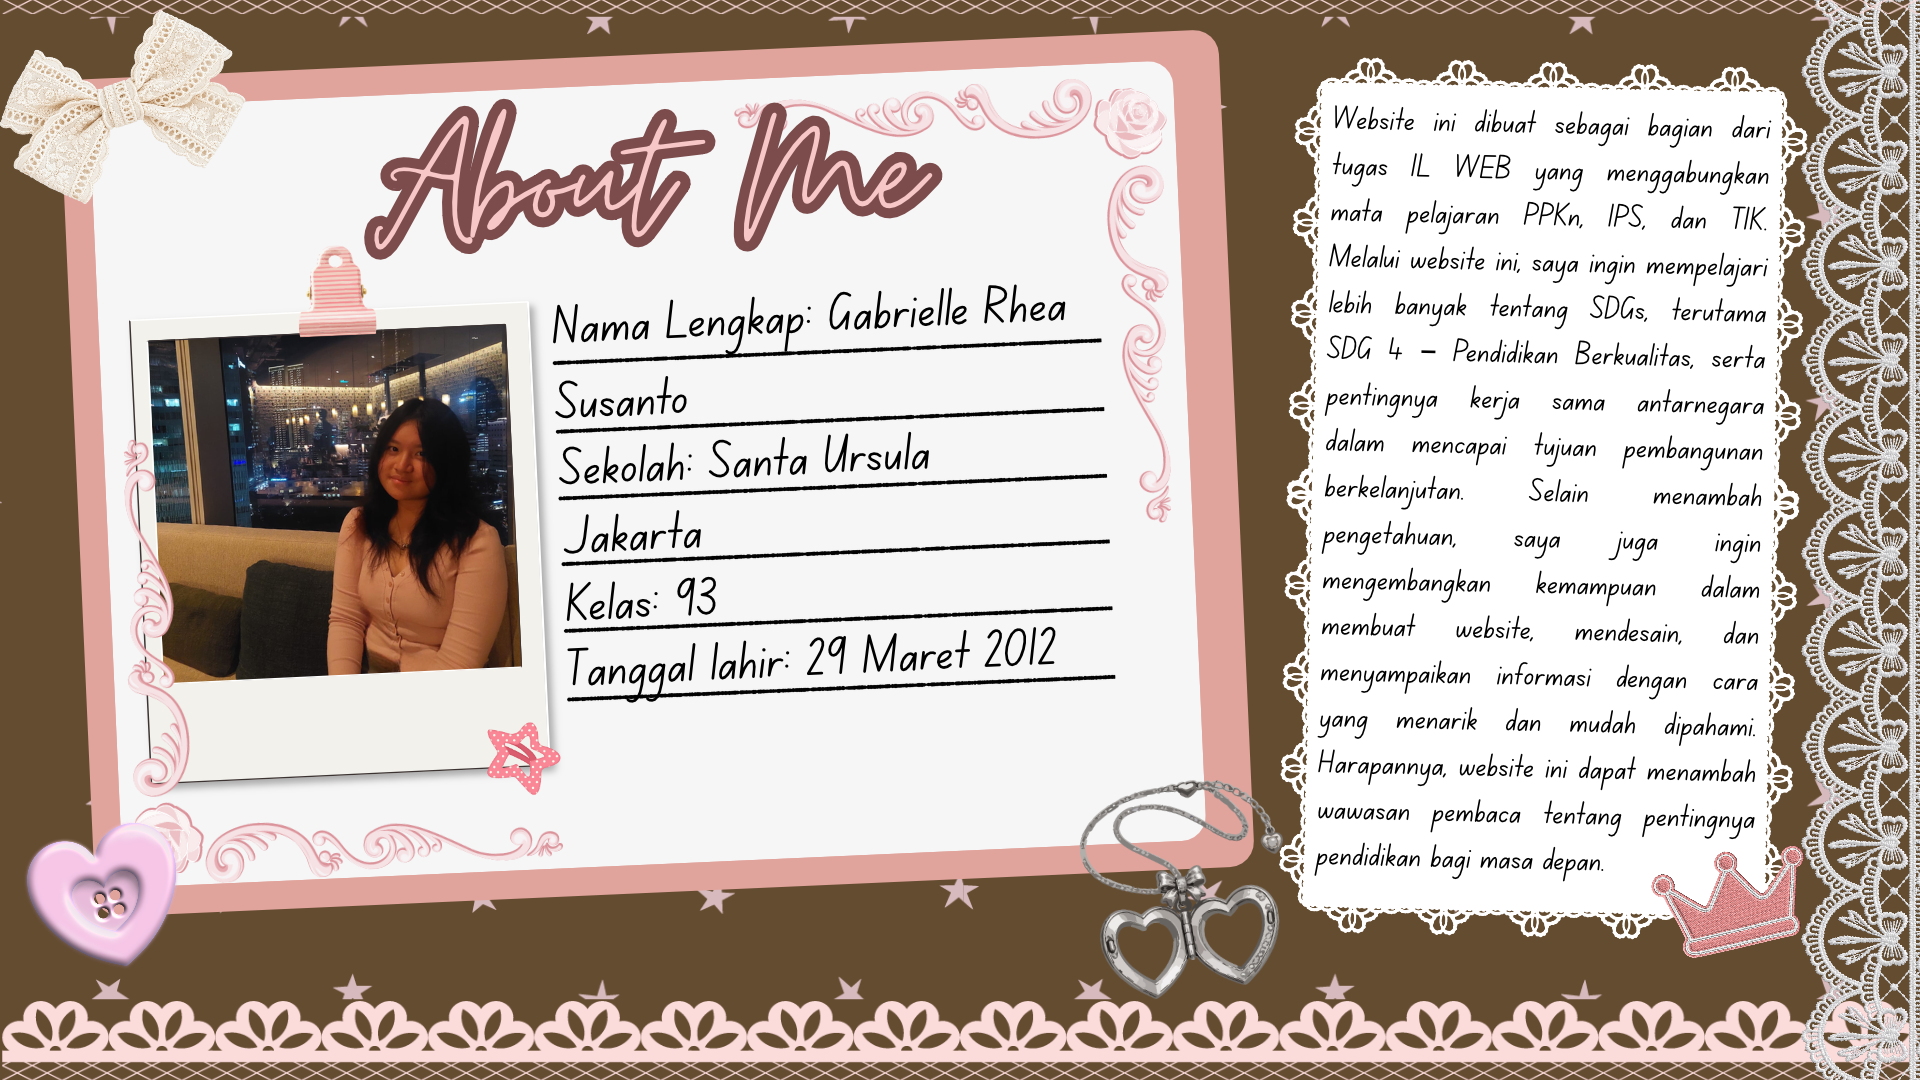 About Me
Nama Lengkap: Gabrielle Rhea
Susanto
Sekolah: Santa Ursula
Jakarta
Kelas: 93
Tanggal lahir: 29 Maret 2012
Website ini dibuat sebagai bagian dari
tugas IL WEB yang menggabungkan
mata pelajaran PPKn, IPS, dan TIK.
Melalui website ini, saya ingin mempelajari
lebih banyak tentang SDGs, terutama
SDG 4 – Pendidikan Berkualitas, serta
pentingnya kerja sama antarnegara
dalam mencapai tujuan pembangunan
berkelanjutan. Selain menambah
pengetahuan, saya juga ingin
mengembangkan kemampuan dalam
membuat website, mendesain, dan
menyampaikan informasi dengan cara
yang menarik dan mudah dipahami.
Harapannya, website ini dapat menambah
wawasan pembaca tentang pentingnya
pendidikan bagi masa depan.